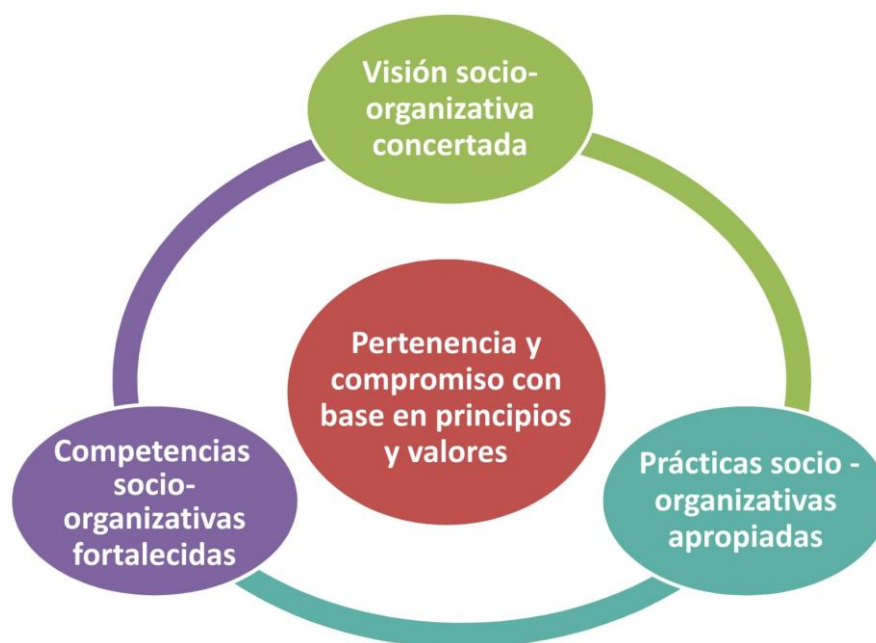 Visión socio-
organizativa
concertada
Pertenencia y
compromiso con
base en principios
y valores
Competencias
socio-
organizativas
fortalecidas
Prácticas socio -
organizativas
apropiadas